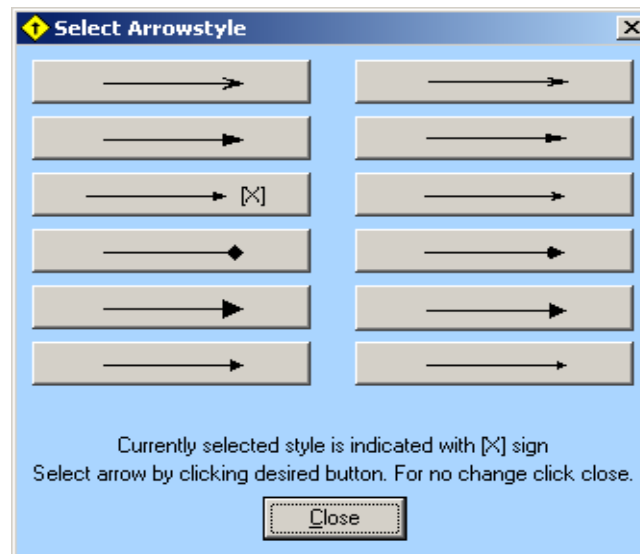 Select Arrowstyle
[X]
Currently selected style is indicated with [X] sign
Select arrow by clicking desired button. For no change click close.
Close